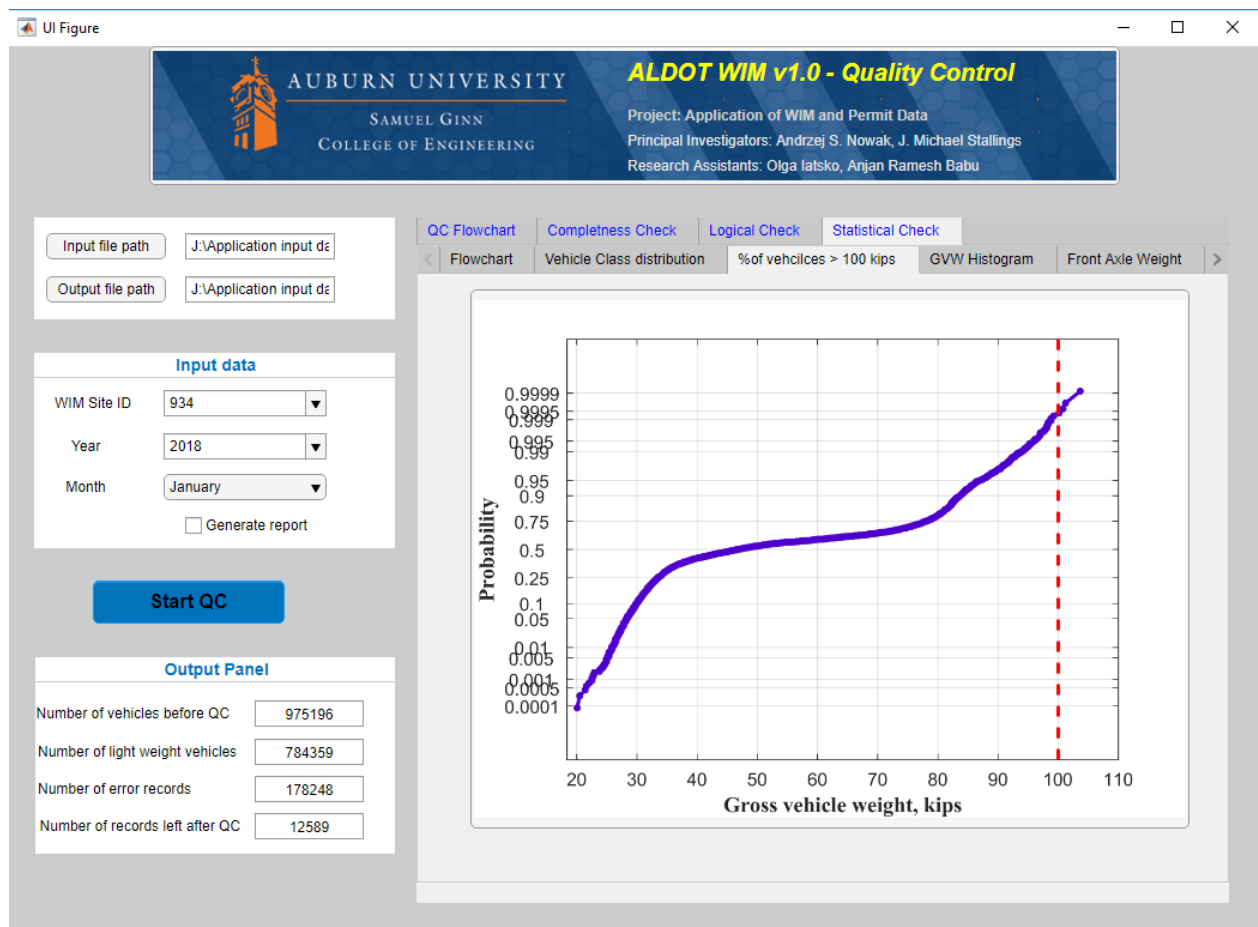 UI Figure
AUBURN UNIVERSITY
SAMUEL GINN
COLLEGE OF ENGINEERING
ALDOT WIM v1.0 - Quality Control
Project: Application of WIM and Permit Data
Principal Investigators: Andrzej S. Nowak, J. Michael Stallings
Research Assistants: Olga Iatsko, Anjan Ramesh Babu
Input file path J:\Application input da
Output file path J:\Application input da
Input data
WIM Site ID 934
Year 2018
Month January
Generate report
Start QC
Output Panel
Number of vehicles before QC 975196
Number of light weight vehicles 784359
Number of error records 178248
Number of records left after QC 12589
QC Flowchart Completness Check Logical Check Statistical Check
< Flowchart Vehicle Class distribution %of vehcilces > 100 kips GVW Histogram Front Axle Weight >
Probability
0.9999
0.9995
0.999
0.995
0.99
0.95
0.9
0.75
0.5
0.25
0.1
0.05
0.01
0.005
0.001
0.0005
0.0001
20 30 40 50 60 70 80 90 100 110
Gross vehicle weight, kips